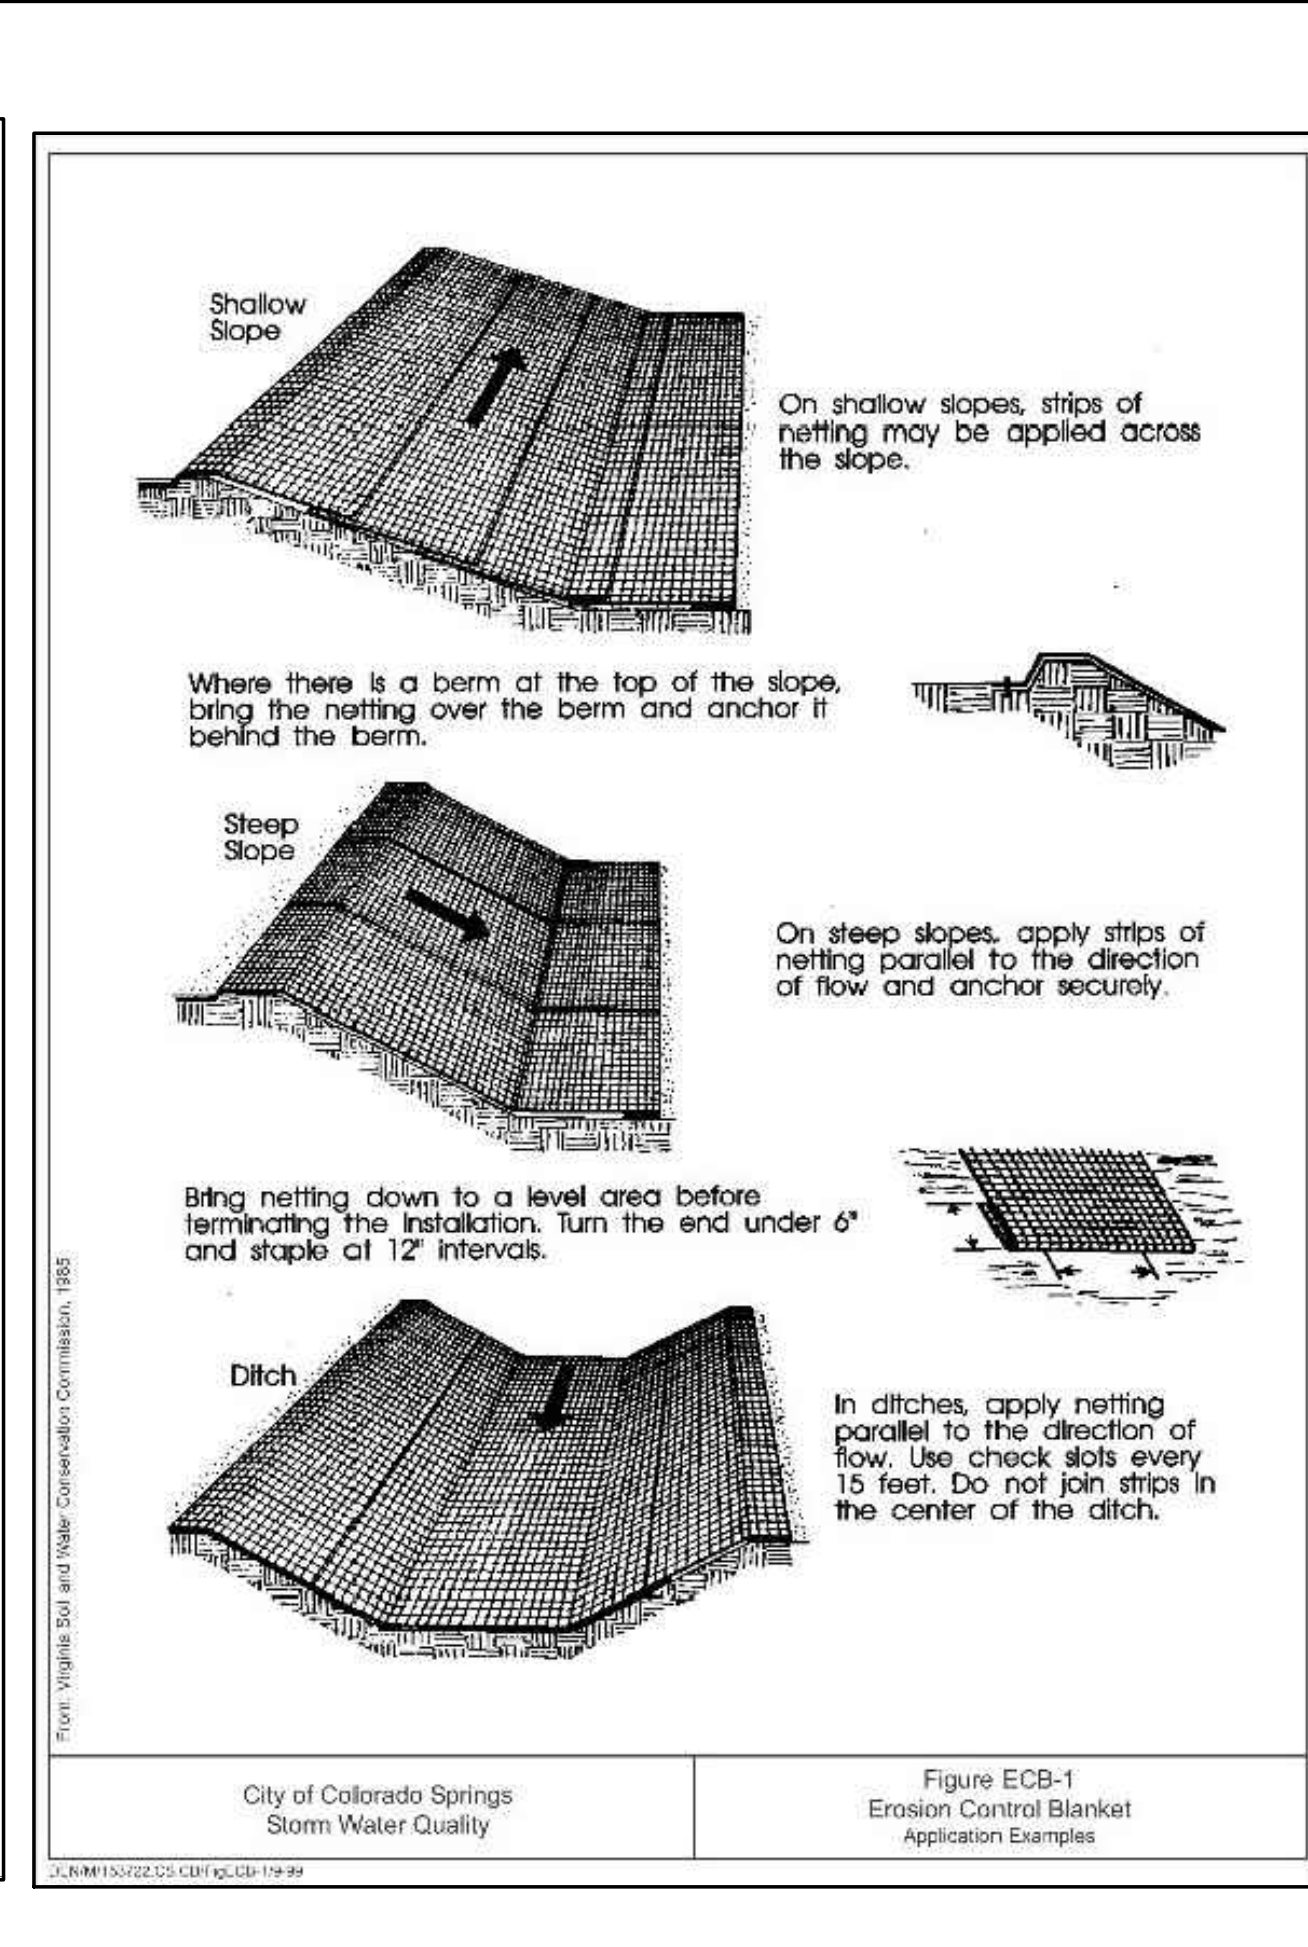 Shallow
Slope
On shallow slopes, strips of
netting may be applied across
the slope.
Where there is a berm at the top of the slope,
bring the netting over the berm and anchor it
behind the berm.
Steep
Slope
On steep slopes, apply strips of
netting parallel to the direction
of flow and anchor securely.
Bring netting down to a level area before
terminating the installation. Turn the end under 6"
and staple at 12" intervals.
Ditch
In ditches, apply netting
parallel to the direction of
flow. Use check slots every
15 feet. Do not join strips in
the center of the ditch.
From: Virginia Soil and Water Conservation Commission, 1985
City of Collorado Springs
Storm Water Quality
Figure ECB-1
Erosion Control Blanket
Application Examples